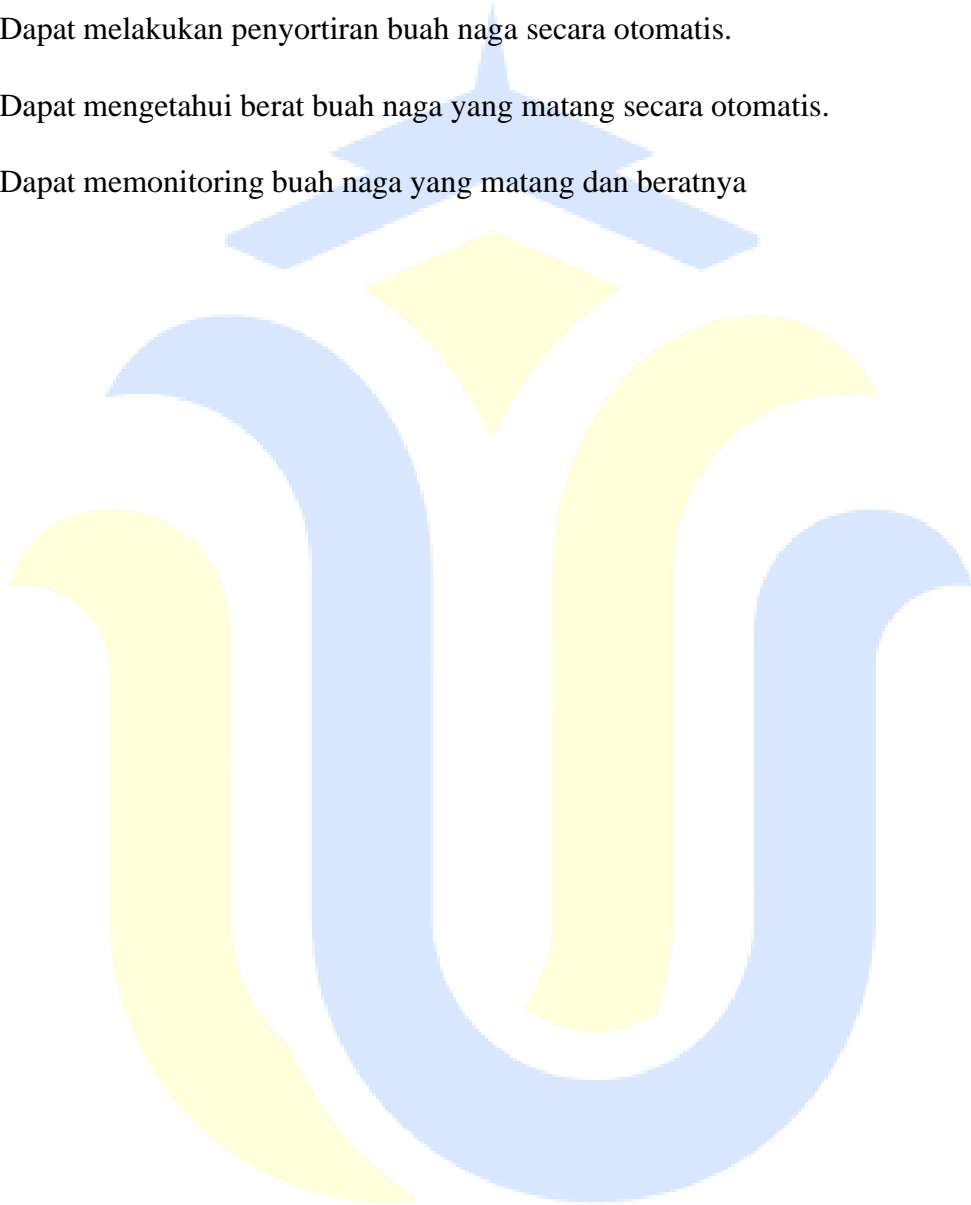 Dapat melakukan penyortiran buah naga secara otomatis.
Dapat mengetahui berat buah naga yang matang secara otomatis.
Dapat memonitoring buah naga yang matang dan beratnya